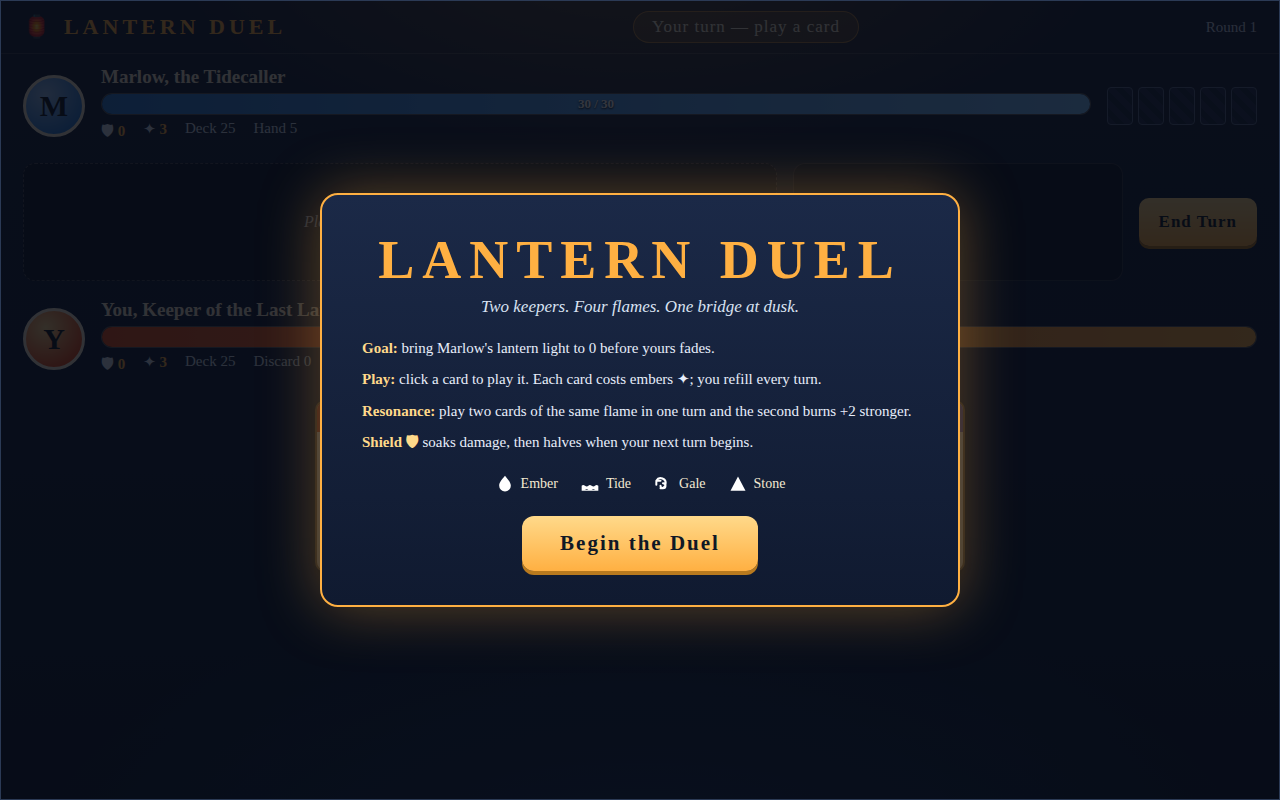 LANTERN DUEL
Your turn — play a card
Round 1
M
Marlow, the Tidecaller
30 / 30
0 ✦ 3 Deck 25 Hand 5
End Turn
Y
You, Keeper of the Last
0 ✦ 3 Deck 25 Discard 0
LANTERN DUEL
Two keepers. Four flames. One bridge at dusk.
Goal: bring Marlow's lantern light to 0 before yours fades.
Play: click a card to play it. Each card costs embers ✦; you refill every turn.
Resonance: play two cards of the same flame in one turn and the second burns +2 stronger.
Shield soaks damage, then halves when your next turn begins.
Ember Tide Gale Stone
Begin the Duel